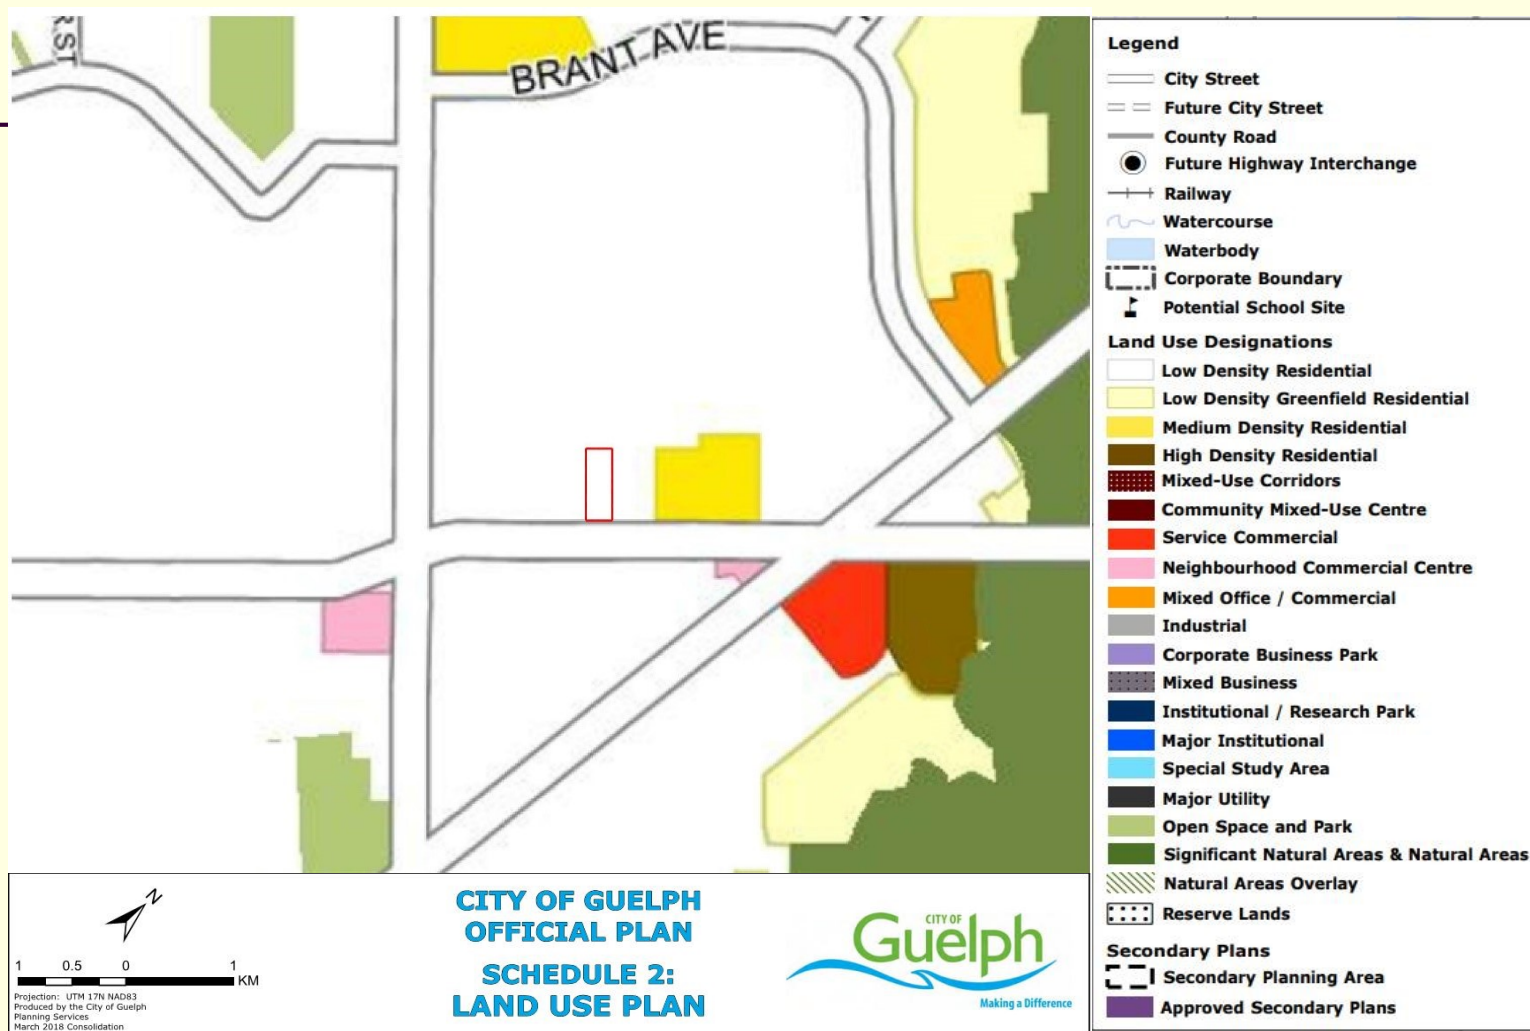 R ST
BRANT AVE
Legend
City Street
Future City Street
County Road
Future Highway Interchange
Railway
Watercourse
Waterbody
Corporate Boundary
Potential School Site
Land Use Designations
Low Density Residential
Low Density Greenfield Residential
Medium Density Residential
High Density Residential
Mixed-Use Corridors
Community Mixed-Use Centre
Service Commercial
Neighbourhood Commercial Centre
Mixed Office / Commercial
Industrial
Corporate Business Park
Mixed Business
Institutional / Research Park
Major Institutional
Special Study Area
Major Utility
Open Space and Park
Significant Natural Areas & Natural Areas
Natural Areas Overlay
Reserve Lands
Secondary Plans
Secondary Planning Area
Approved Secondary Plans
N
1 0.5 0 1
KM
Projection: UTM 17N NAD83
Produced by the City of Guelph
Planning Services
March 2018 Consolidation
CITY OF GUELPH
OFFICIAL PLAN
SCHEDULE 2:
LAND USE PLAN
CITY OF
Guelph
Making a Difference